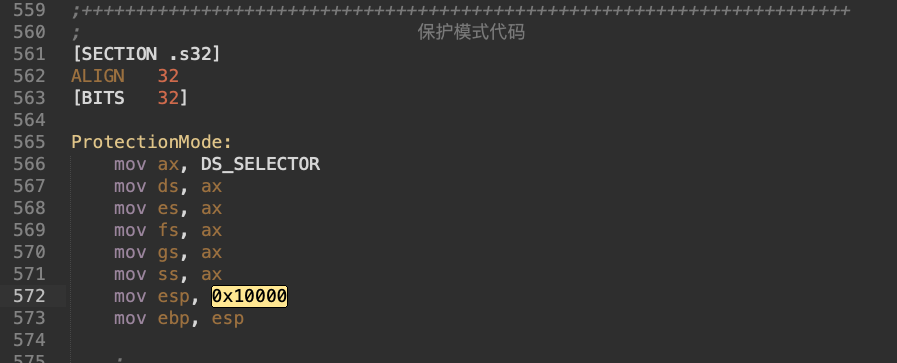 559 ;+++++++++++++++++++++++++++++++++++++++++++++++++++++++++++++++++++++++
560 ; 保护模式代码
561 [SECTION .s32]
562 ALIGN 32
563 [BITS 32]
564
565 ProtectionMode:
566 mov ax, DS_SELECTOR
567 mov ds, ax
568 mov es, ax
569 mov fs, ax
570 mov gs, ax
571 mov ss, ax
572 mov esp, 0x10000
573 mov ebp, esp
574
575 ;